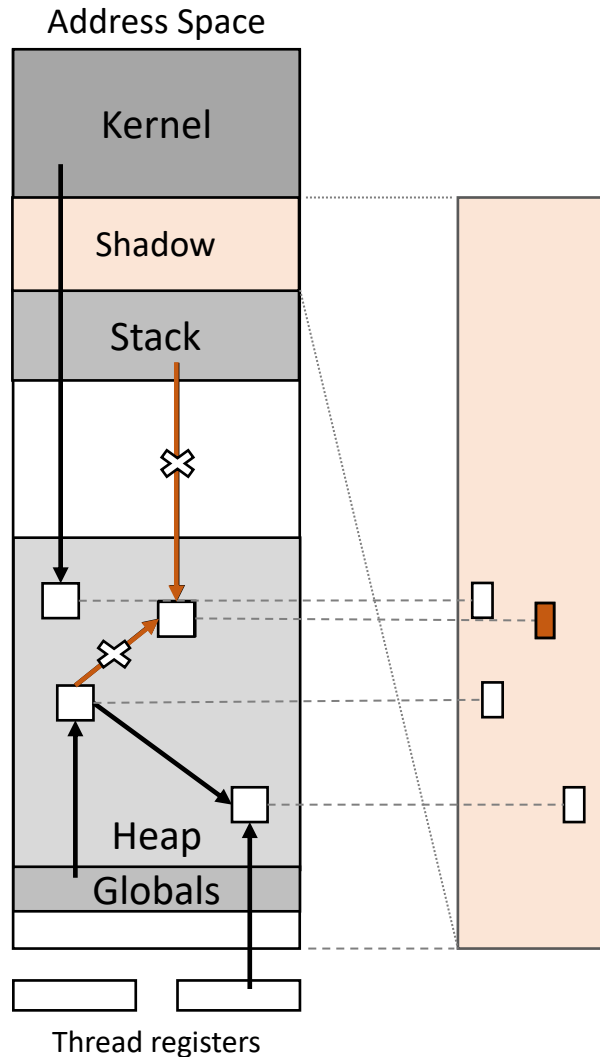 Address Space
Kernel
Shadow
Stack
Heap
Globals
Thread registers